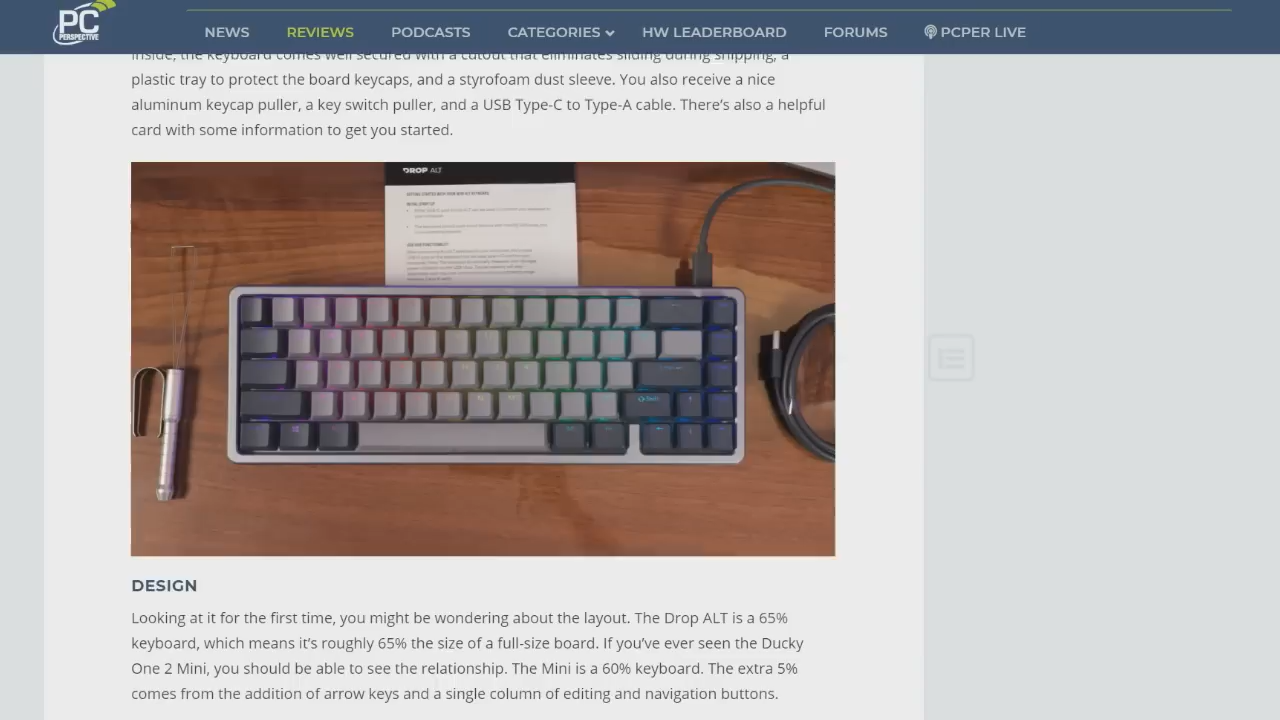 PC
PERSPECTIVE
NEWS
REVIEWS
PODCASTS
CATEGORIES
HW LEADERBOARD
FORUMS
PCPER LIVE
inside, the keyboard comes well secured with a cutout that eliminates sliding during shipping, a
plastic tray to protect the board keycaps, and a styrofoam dust sleeve. You also receive a nice
aluminum keycap puller, a key switch puller, and a USB Type-C to Type-A cable. There’s also a helpful
card with some information to get you started.
DROP ALT
DESIGN
Looking at it for the first time, you might be wondering about the layout. The Drop ALT is a 65%
keyboard, which means it’s roughly 65% the size of a full-size board. If you’ve ever seen the Ducky
One 2 Mini, you should be able to see the relationship. The Mini is a 60% keyboard. The extra 5%
comes from the addition of arrow keys and a single column of editing and navigation buttons.